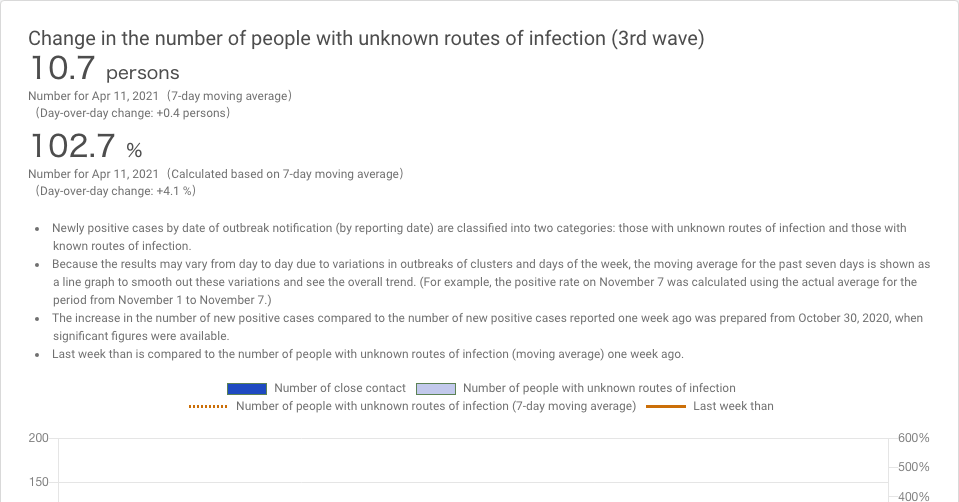 Change in the number of people with unknown routes of infection (3rd wave)
10.7 persons
Number for Apr 11, 2021（7-day moving average）
（Day-over-day change: +0.4 persons）
102.7 %
Number for Apr 11, 2021（Calculated based on 7-day moving average）
（Day-over-day change: +4.1 %）
• Newly positive cases by date of outbreak notification (by reporting date) are classified into two categories: those with unknown routes of infection and those with
known routes of infection.
• Because the results may vary from day to day due to variations in outbreaks of clusters and days of the week, the moving average for the past seven days is shown as
a line graph to smooth out these variations and see the overall trend. (For example, the positive rate on November 7 was calculated using the actual average for the
period from November 1 to November 7.)
• The increase in the number of new positive cases compared to the number of new positive cases reported one week ago was prepared from October 30, 2020, when
significant figures were available.
• Last week than is compared to the number of people with unknown routes of infection (moving average) one week ago.
Number of close contact Number of people with unknown routes of infection
Number of people with unknown routes of infection (7-day moving average) Last week than
200 600%
500%
150
400%